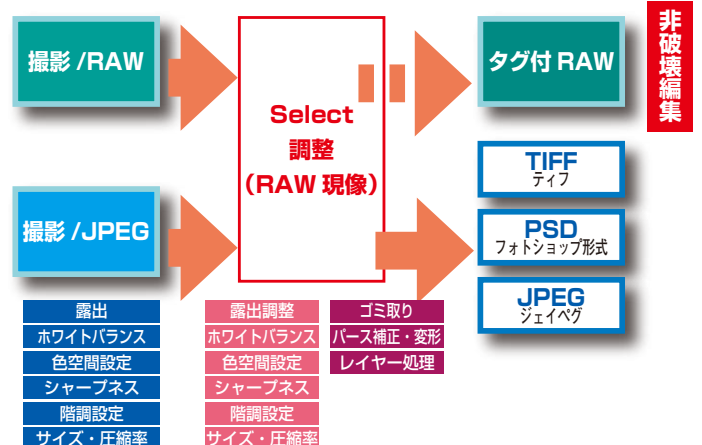 撮影 /RAW
Select
調整
（RAW 現像）
タグ付 RAW
非破壊編集
撮影 /JPEG
TIFF
ティフ
PSD
フォトショップ形式
JPEG
ジェイペグ
露出
ホワイトバランス
色空間設定
シャープネス
階調設定
サイズ・圧縮率
露出調整
ホワイトバランス
色空間設定
シャープネス
階調設定
サイズ・圧縮率
ゴミ取り
パース補正・変形
レイヤー処理